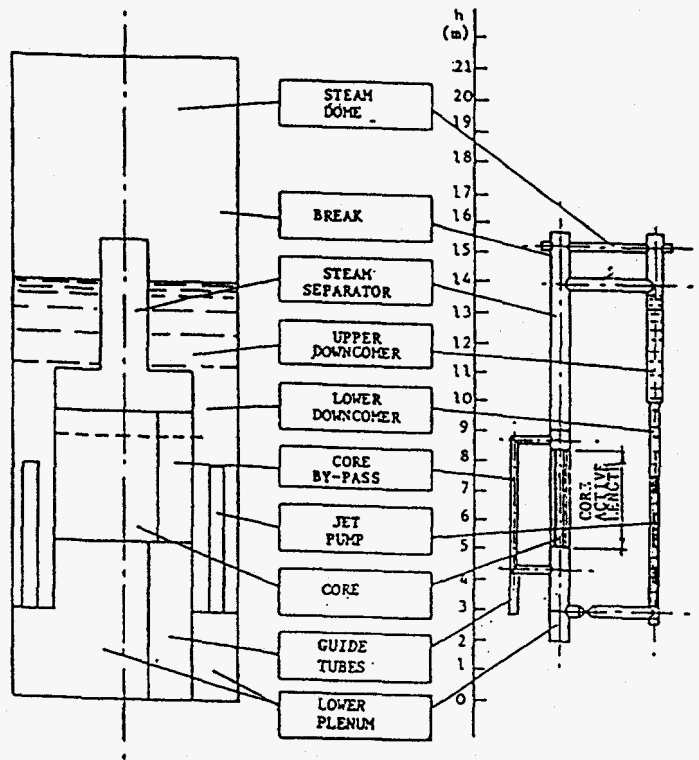 h
(m)
21
20
19
18
17
16
15
14
13
12
11
10
9
8
7
6
5
4
3
2
1
0
STEAM
DOME
BREAK
STEAM
SEPARATOR
UPPER
DOWNCOMER
LOWER
DOWNCOMER
CORE
BY-PASS
JET
PUMP
CORE
GUIDE
TUBES
LOWER
PLENUM
CORE
ACTIVE
LENGTH